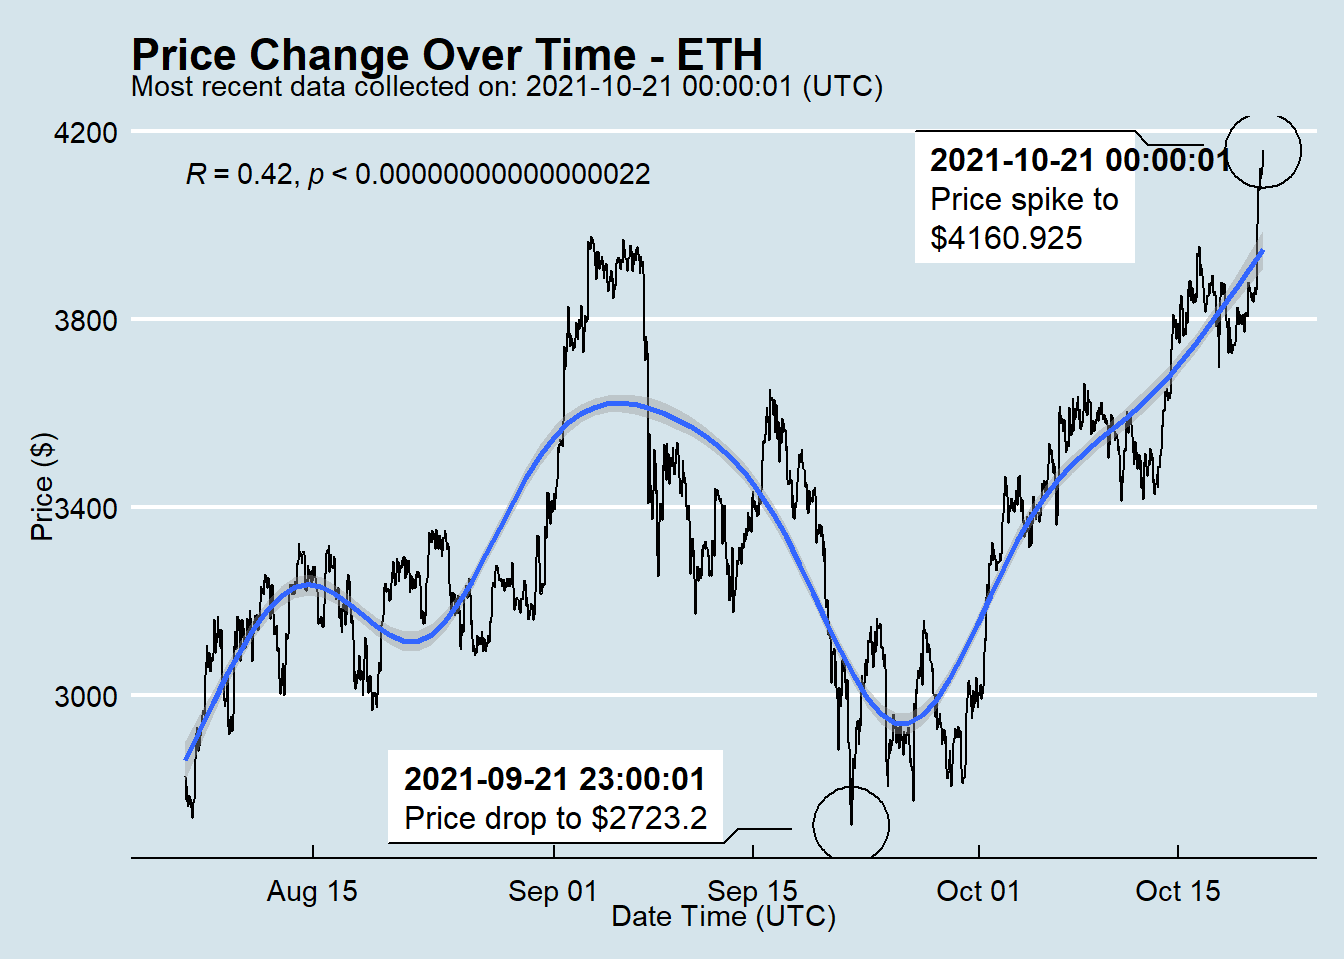 Price Change Over Time - ETH
Most recent data collected on: 2021-10-21 00:00:01 (UTC)
R = 0.42, p < 0.00000000000000022
2021-10-21 00:00:01
Price spike to
$4160.925
4200
3800
3400
3000
Price ($)
2021-09-21 23:00:01
Price drop to $2723.2
Aug 15
Sep 01
Sep 15
Oct 01
Oct 15
Date Time (UTC)